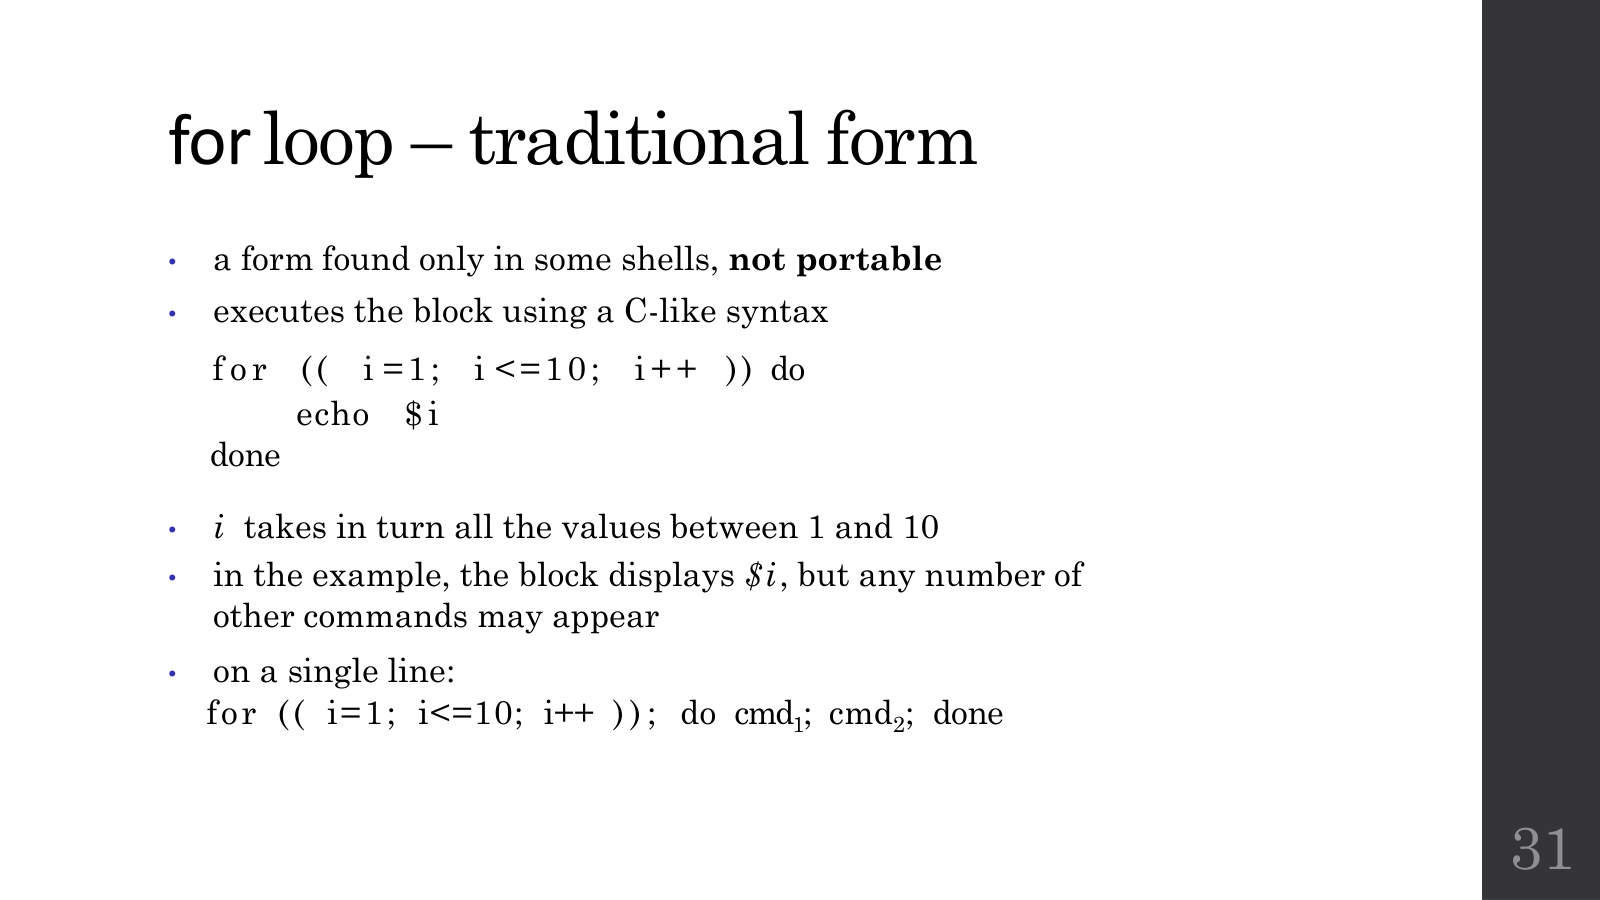 for loop – traditional form
• a form found only in some shells, not portable
• executes the block using a C-like syntax
for (( i=1; i<=10; i++ )) do
echo $i
done
• i takes in turn all the values between 1 and 10
• in the example, the block displays $i, but any number of
other commands may appear
• on a single line:
for (( i=1; i<=10; i++ )); do cmd₁; cmd₂; done
31